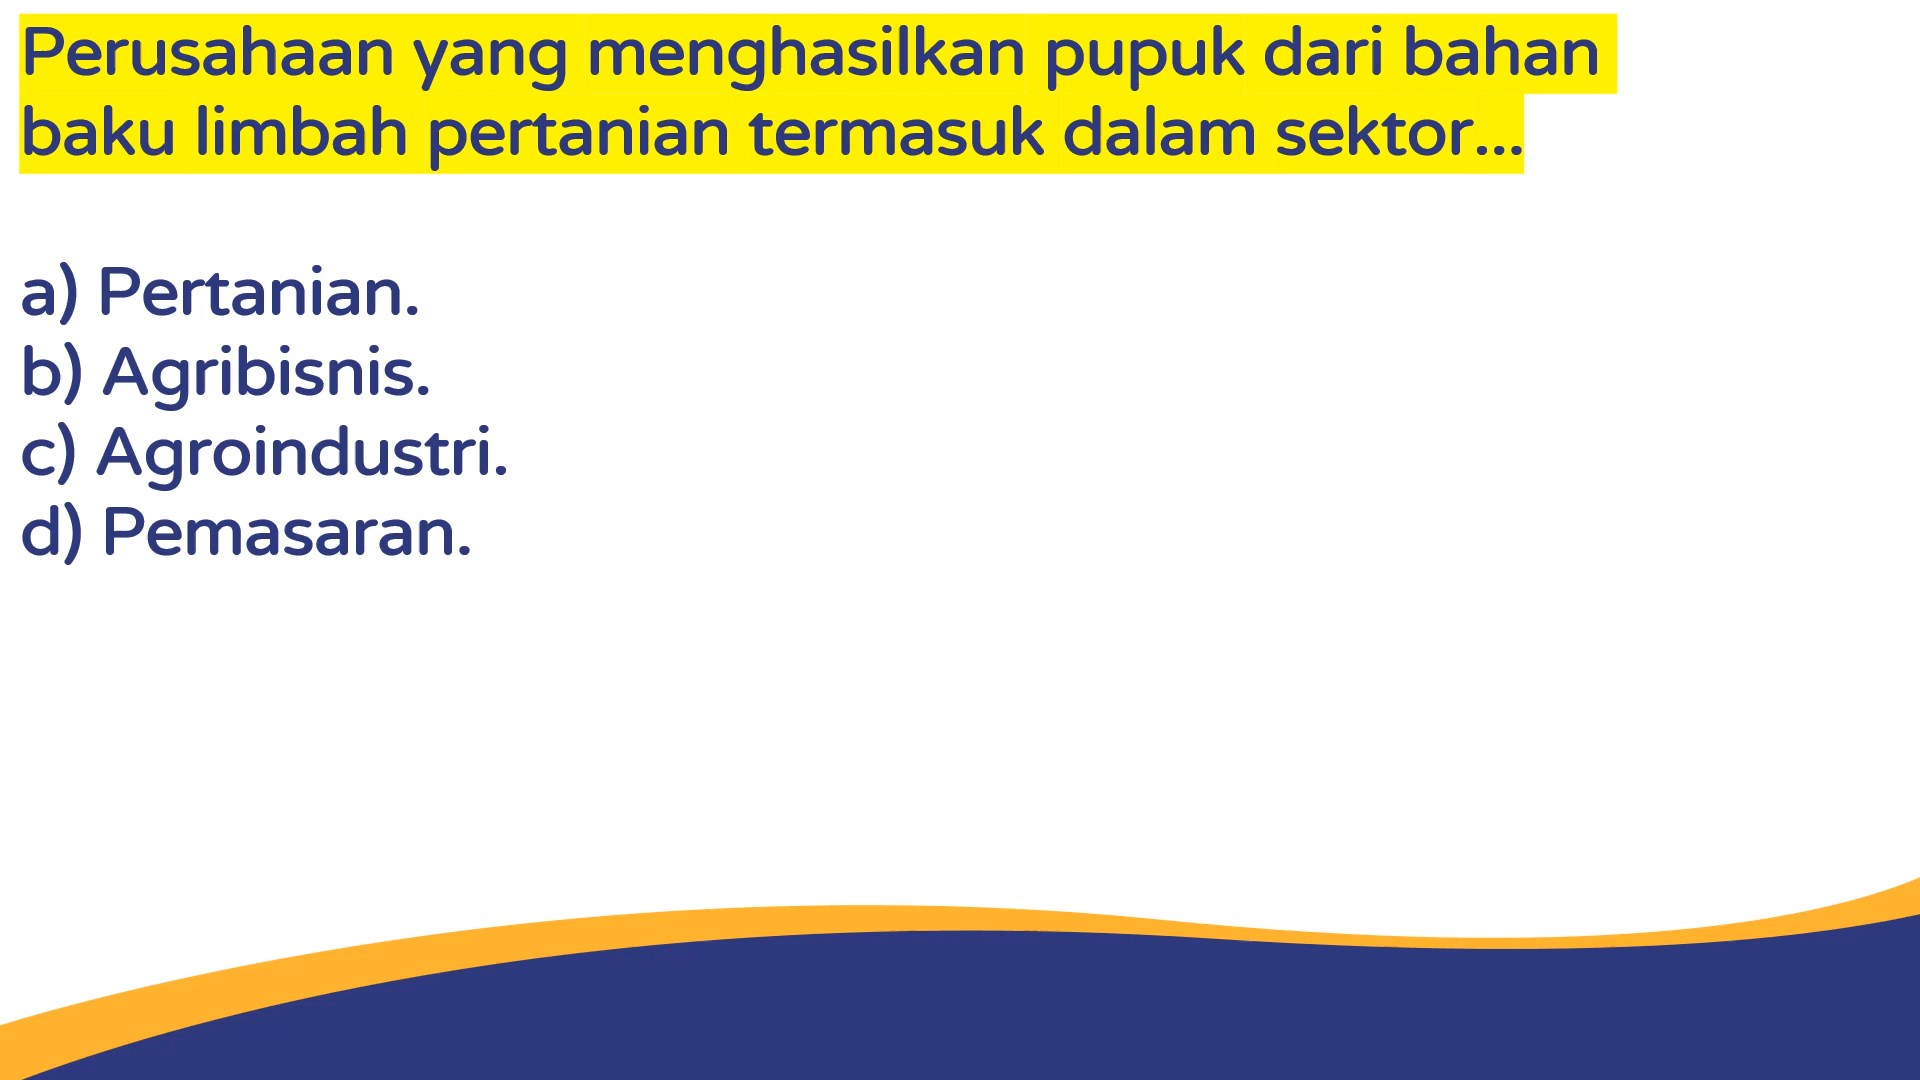 Perusahaan yang menghasilkan pupuk dari bahan
baku limbah pertanian termasuk dalam sektor...
a) Pertanian.
b) Agribisnis.
c) Agroindustri.
d) Pemasaran.